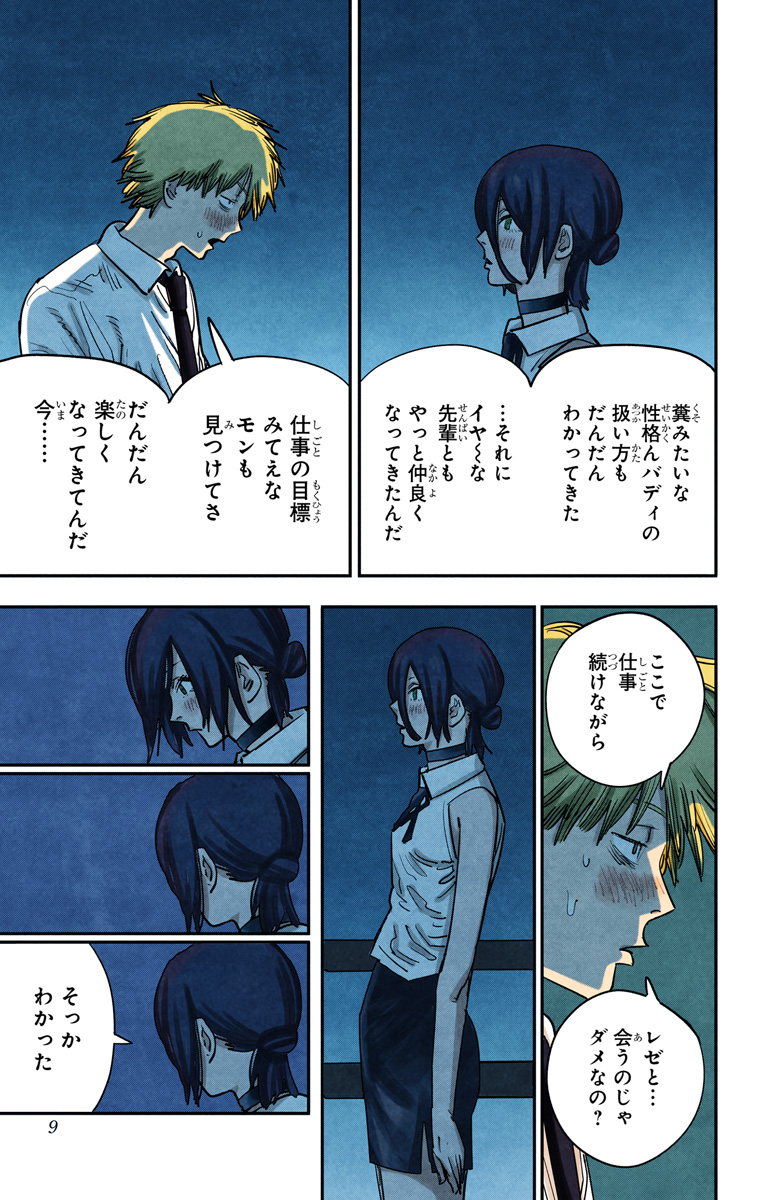 糞みたいな
性格んバディの
扱い方も
だんだん
わかってきた
…それに
イヤ〜な
先輩とも
やっと仲良く
なってきたんだ
仕事の目標
みてえな
モンも
見つけてさ
だんだん
楽しく
なってきてんだ
今……
ここで
仕事
続けながら
レゼと…
会うのじゃ
ダメなの?
そっか
わかった
9